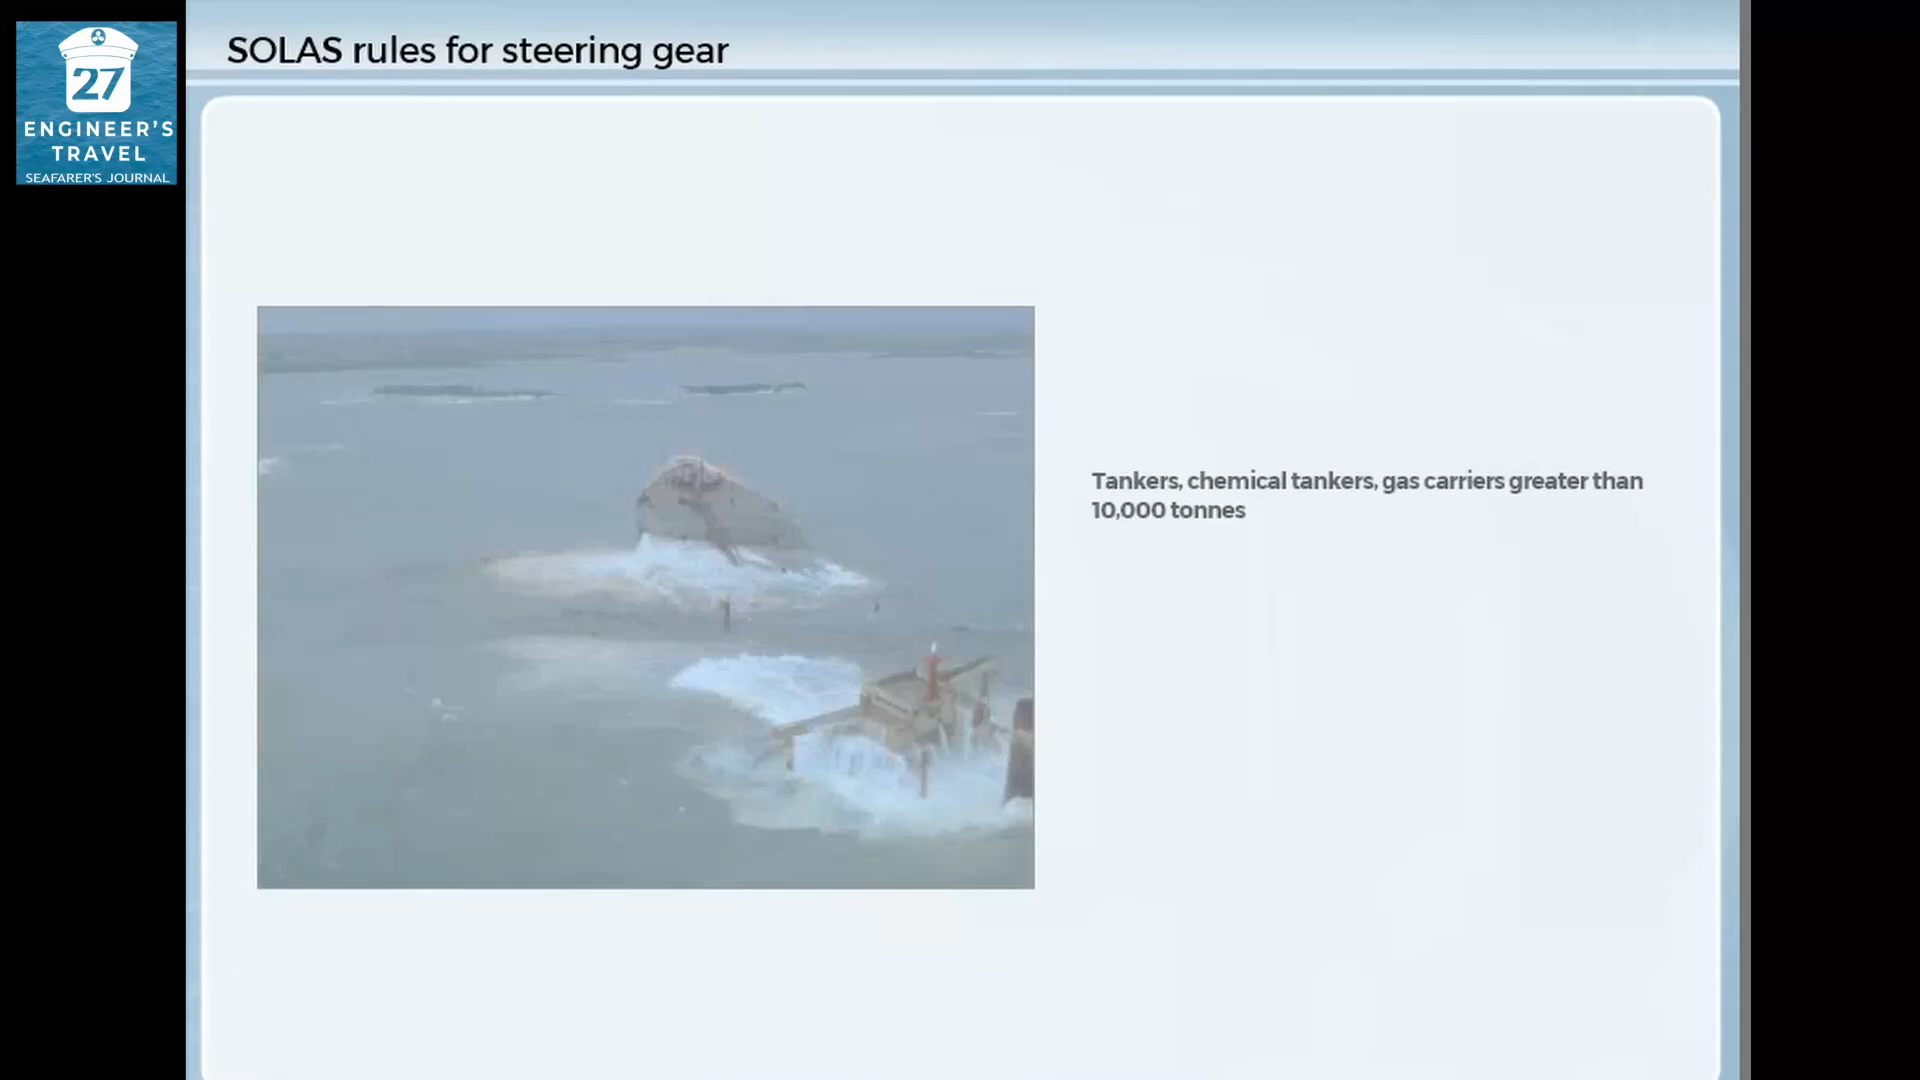 27
ENGINEER'S
TRAVEL
SEAFARER'S JOURNAL
SOLAS rules for steering gear
Tankers, chemical tankers, gas carriers greater than
10,000 tonnes